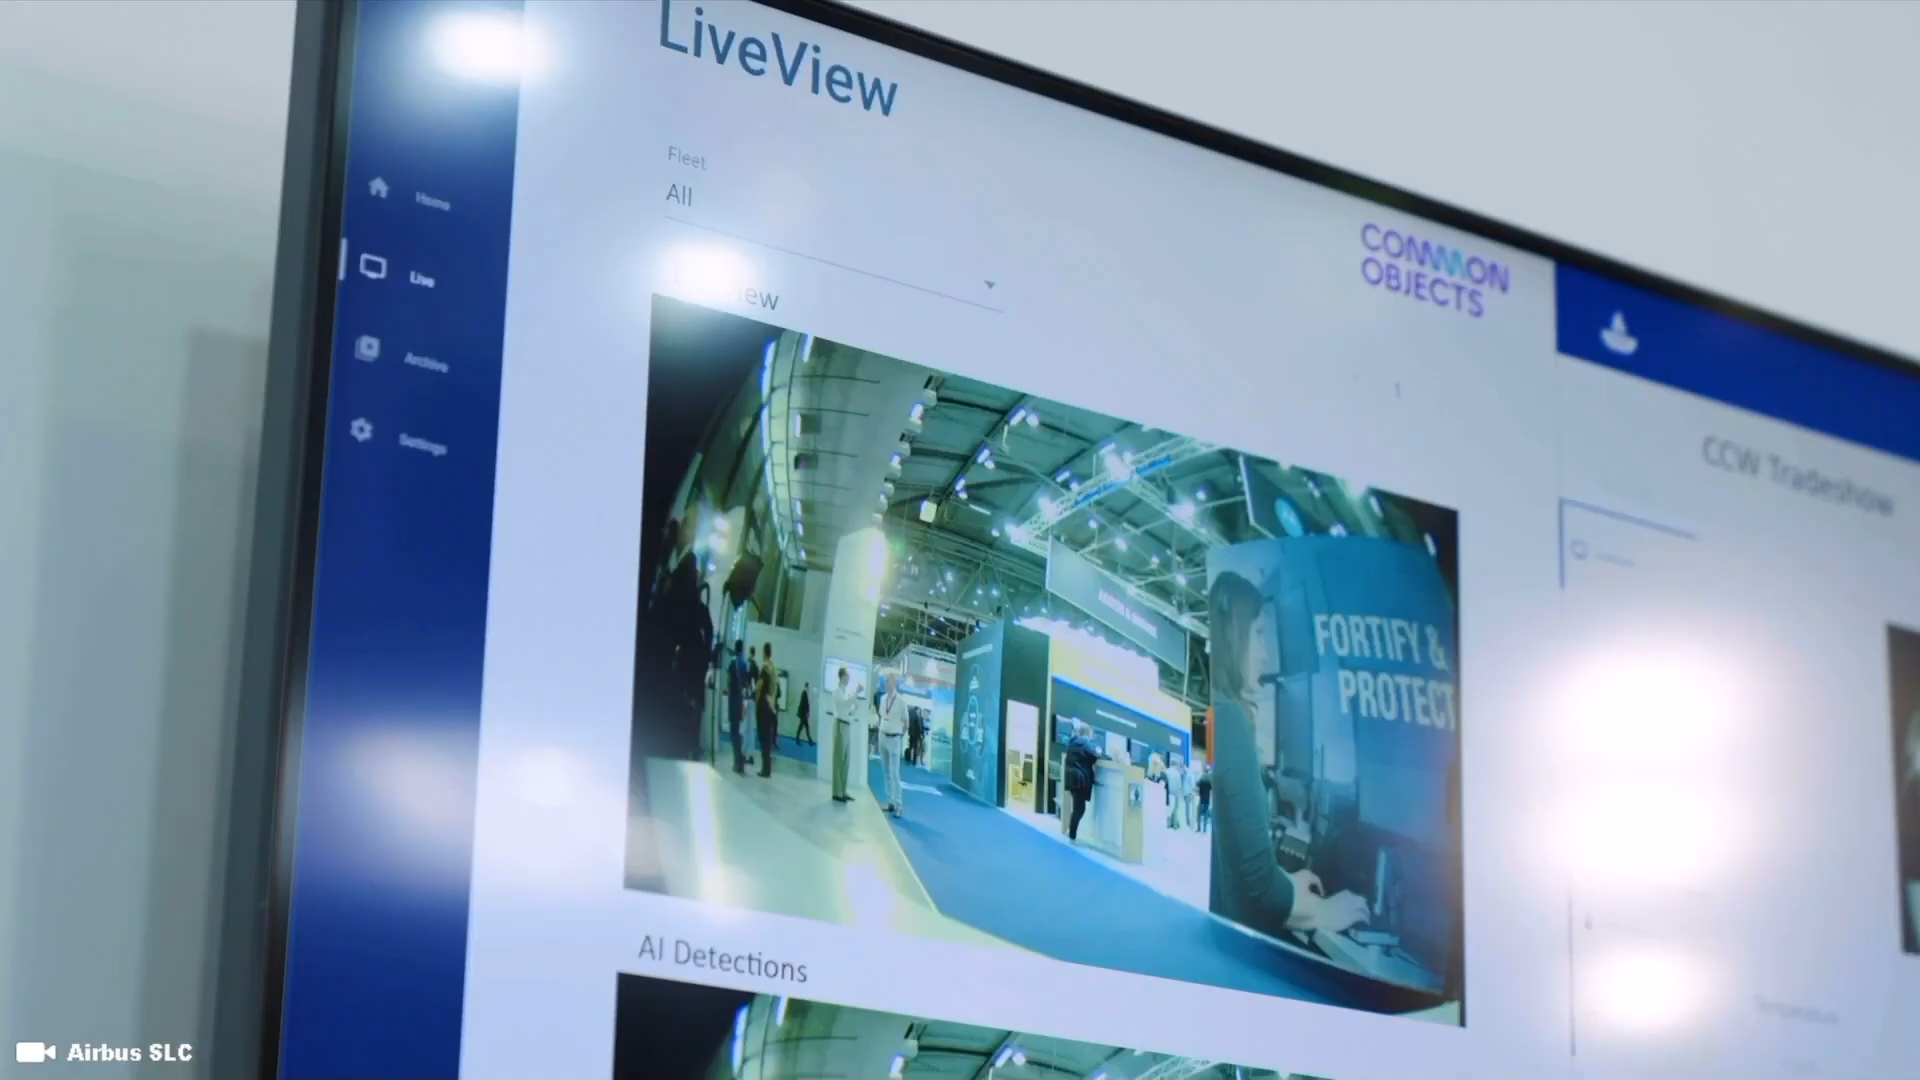 LiveView
Fleet
All
Home
Live
Archive
Settings
COMMON
OBJECTS
CCW Tradeshow
FORTIFY &
PROTECT
AI Detections
Airbus SLC